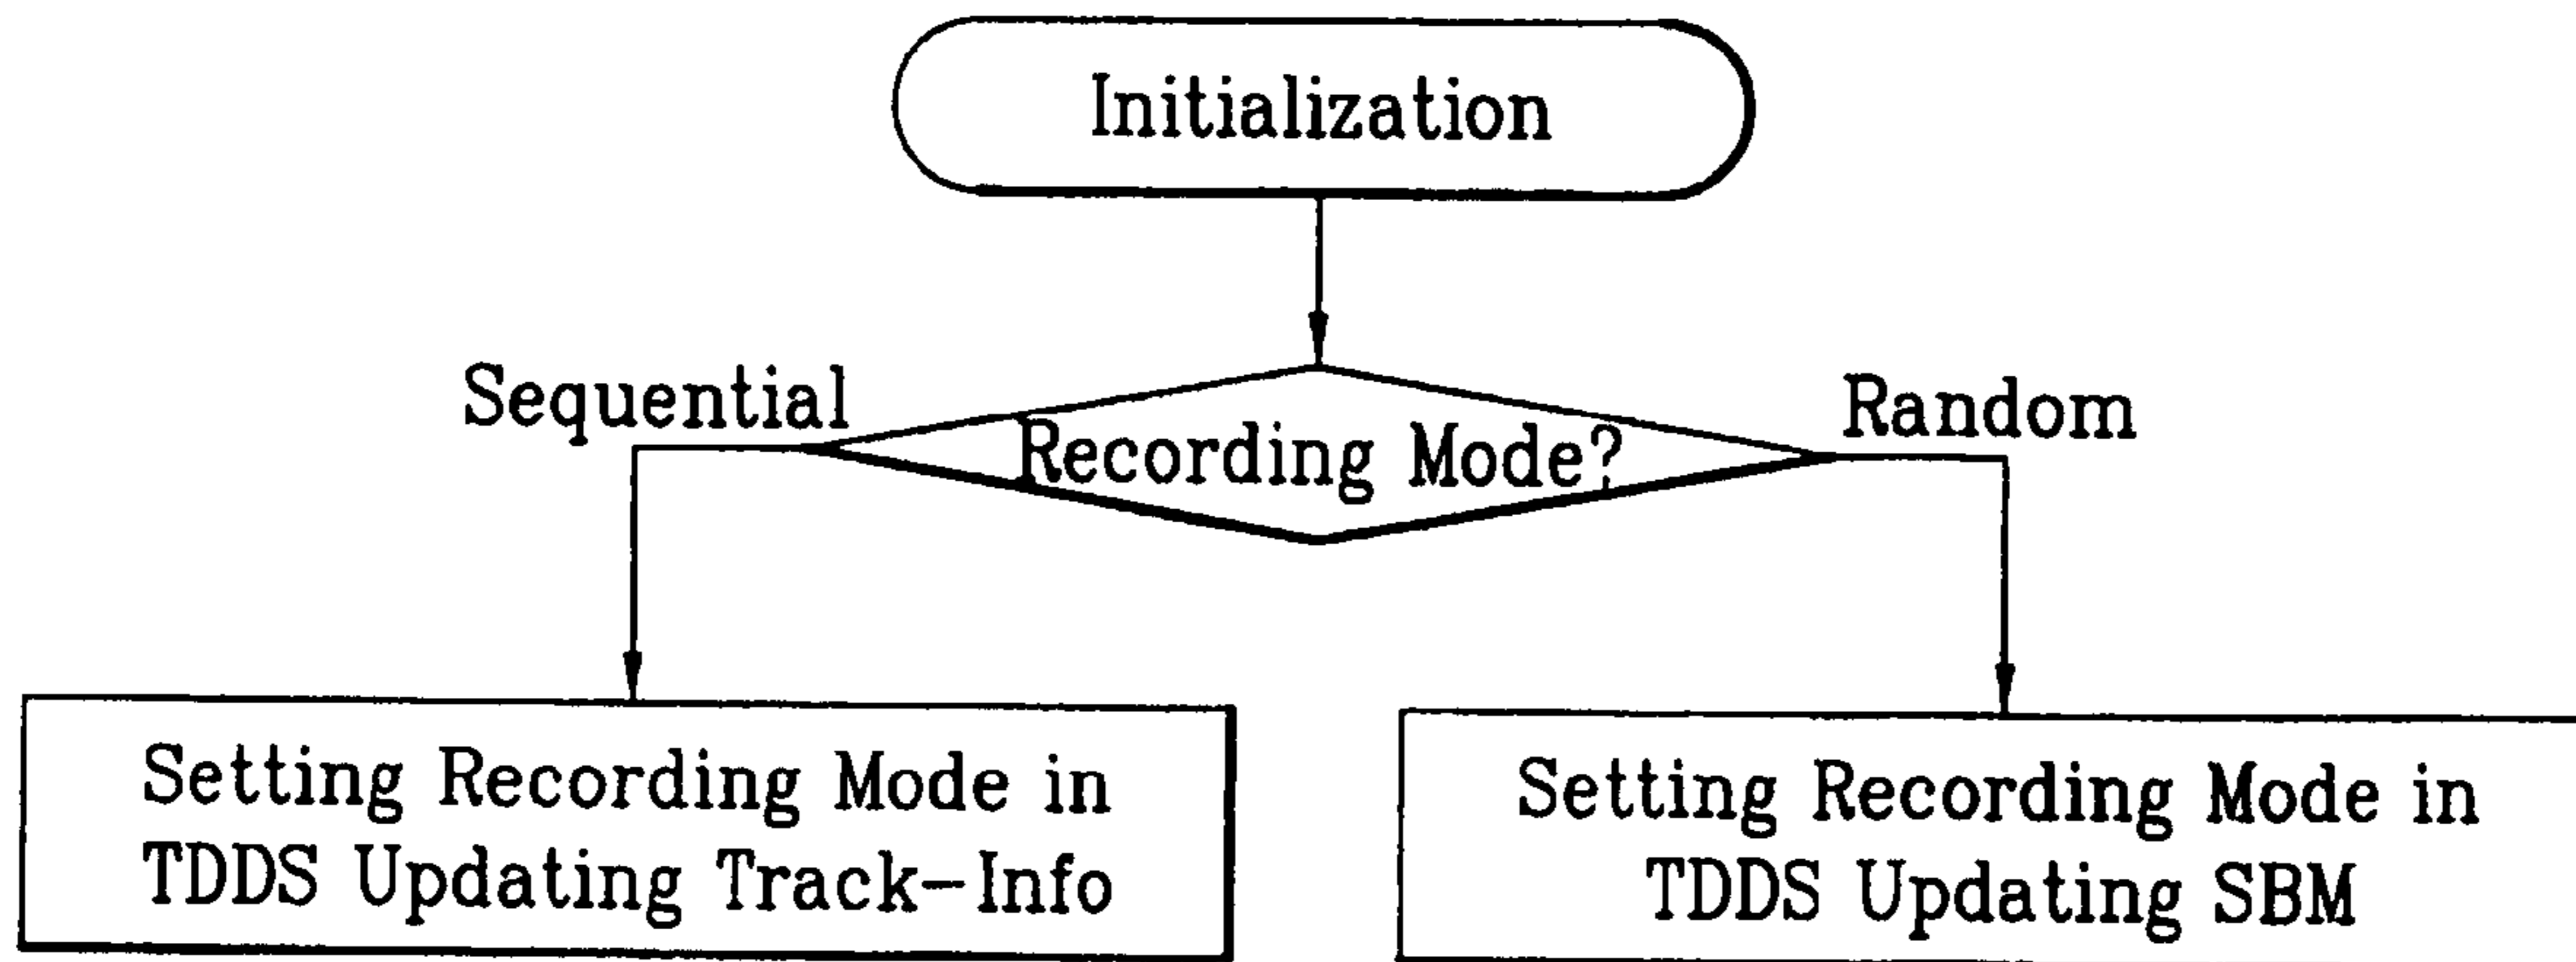 Initialization
Sequential
Random
Recording Mode?
Setting Recording Mode in
TDDS Updating Track-Info
Setting Recording Mode in
TDDS Updating SBM